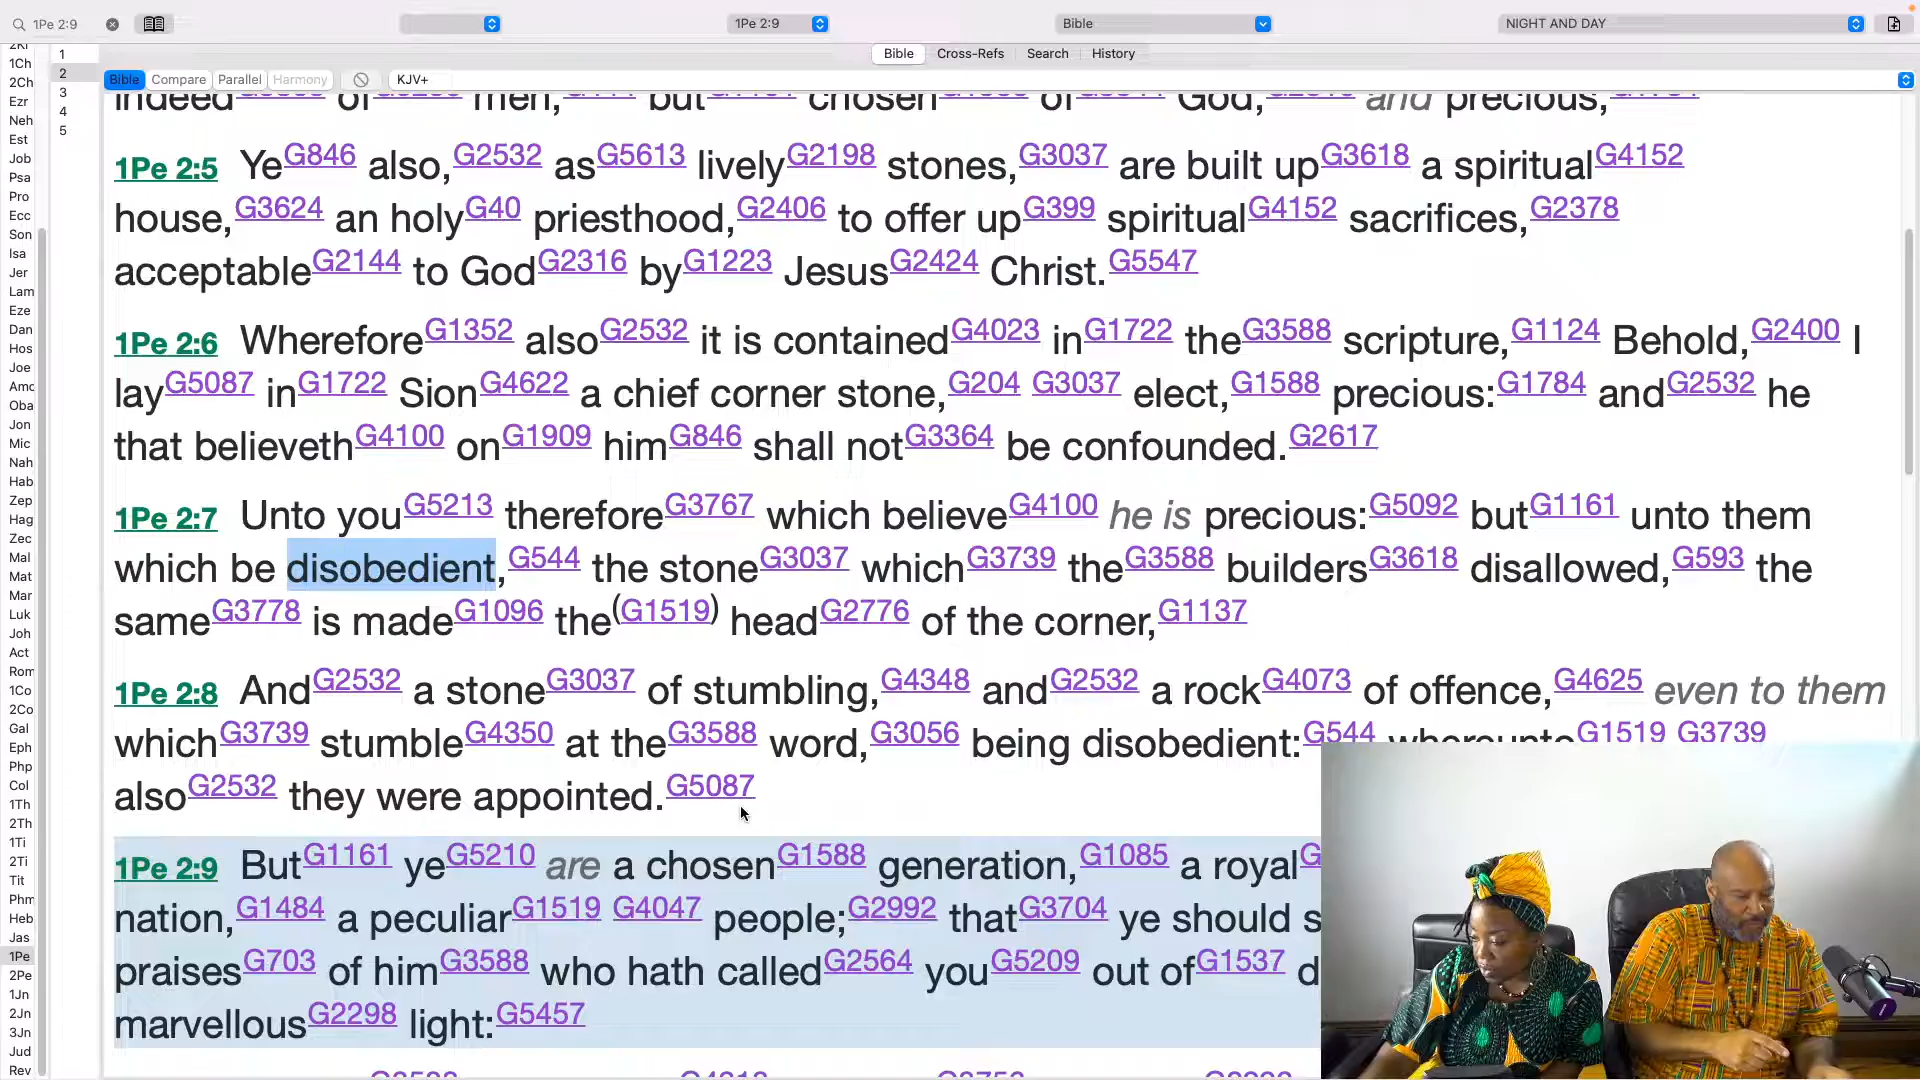 1Pe 2:9 1Pe 2:9 Bible NIGHT AND DAY
Bible Cross-Refs Search History
Bible Compare Parallel Harmony KJV+
1Ch
2Ch
Ezr
Neh
Est
Job
Psa
Pro
Ecc
Son
Isa
Jer
Lam
Eze
Dan
Hos
Joe
Amo
Oba
Jon
Mic
Nah
Hab
Zep
Hag
Zec
Mal
Mat
Mar
Luk
Joh
Act
Rom
1Co
2Co
Gal
Eph
Php
Col
1Th
2Th
1Ti
2Ti
Tit
Phm
Heb
Jas
1Pe
2Pe
1Jn
2Jn
3Jn
Jud
Rev
1
2
3
4
5
indeed of men, but chosen of God, and precious,
1Pe 2:5 YeG846 also,G2532 asG5613 livelyG2198 stones,G3037 are built upG3618 a spiritualG4152
house,G3624 an holyG40 priesthood,G2406 to offer upG399 spiritualG4152 sacrifices,G2378
acceptableG2144 to GodG2316 byG1223 JesusG2424 Christ.G5547
1Pe 2:6 WhereforeG1352 alsoG2532 it is containedG4023 inG1722 theG3588 scripture,G1124 Behold,G2400 I
layG5087 inG1722 SionG4622 a chief corner stone,G204 G3037 elect,G1588 precious:G1784 andG2532 he
that believethG4100 onG1909 himG846 shall notG3364 be confounded.G2617
1Pe 2:7 Unto youG5213 thereforeG3767 which believeG4100 he is precious:G5092 butG1161 unto them
which be disobedient,G544 the stoneG3037 whichG3739 theG3588 buildersG3618 disallowed,G593 the
sameG3778 is madeG1096 the(G1519) headG2776 of the corner,G1137
1Pe 2:8 AndG2532 a stoneG3037 of stumbling,G4348 andG2532 a rockG4073 of offence,G4625 even to them
whichG3739 stumbleG4350 at theG3588 word,G3056 being disobedient:G544 whereuntoG1519 G3739
alsoG2532 they were appointed.G5087
1Pe 2:9 ButG1161 yeG5210 are a chosenG1588 generation,G1085 a royal
nation,G1484 a peculiarG1519 G4047 people;G2992 thatG3704 ye should
praisesG703 of himG3588 who hath calledG2564 youG5209 out ofG1537
marvellousG2298 light:G5457